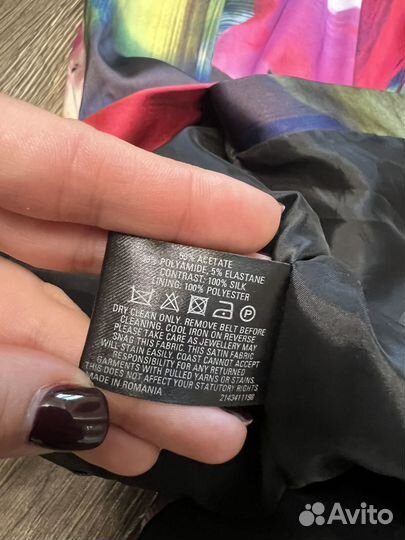 ACETATE
POLYAMIDE, 5% ELASTANE
CONTRAST: 100% SILK
LINING: 100% POLYESTER
P
DRY CLEAN ONLY. REMOVE BELT BEFORE
CLEANING. COOL IRON ON REVERSE
PLEASE TAKE CARE AS JEWELLERY MAY
SNAG THIS FABRIC. THIS SATIN FABRIC
WILL STAIN EASILY. COAST CANNOT ACCEPT
RESPONSIBILITY FOR ANY RETURNED
GARMENTS WITH PULLED YARNS OR STAINS.
THIS DOES NOT AFFECT YOUR STATUTORY RIGHTS
MADE IN ROMANIA
2143411198
Avito